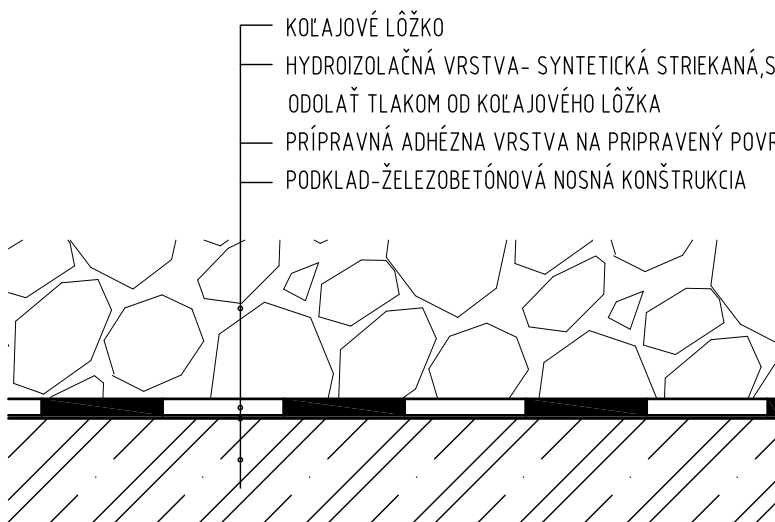 KOĽAJOVÉ LÔŽKO
HYDROIZOLAČNÁ VRSTVA- SYNTETICKÁ STRIEKANÁ,
ODOLAŤ TLAKOM OD KOĽAJOVÉHO LÔŽKA
PRÍPRAVNÁ ADHÉZNA VRSTVA NA PRIPRAVENÝ
PODKLAD-ŽELEZOBETÓNOVÁ NOSNÁ KONŠTRUKCIA